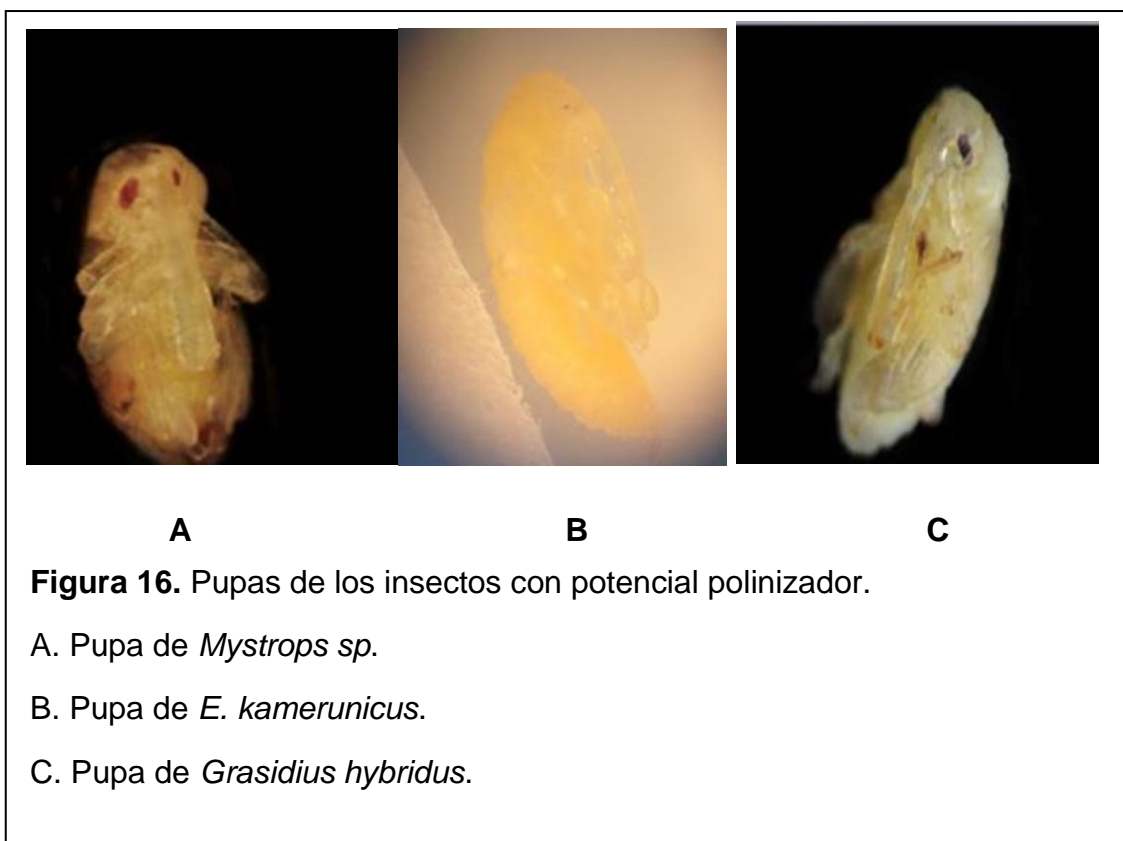 A B C
Figura 16. Pupas de los insectos con potencial polinizador.
A. Pupa de Mystrops sp.
B. Pupa de E. kamerunicus.
C. Pupa de Grasidius hybridus.